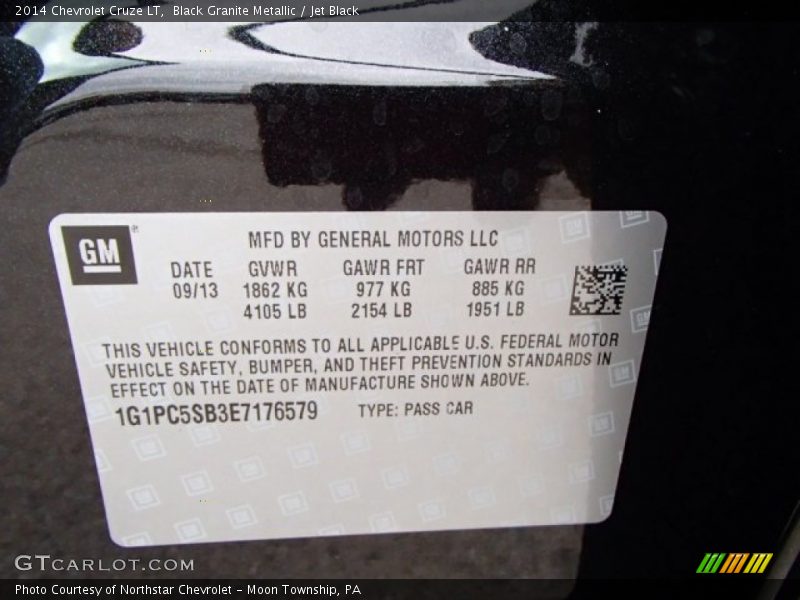 2014 Chevrolet Cruze LT, Black Granite Metallic / Jet Black
GM
MFD BY GENERAL MOTORS LLC
DATE GVWR GAWR FRT GAWR RR
09/13 1862 KG 977 KG 885 KG
4105 LB 2154 LB 1951 LB
THIS VEHICLE CONFORMS TO ALL APPLICABLE U.S. FEDERAL MOTOR
VEHICLE SAFETY, BUMPER, AND THEFT PREVENTION STANDARDS IN
EFFECT ON THE DATE OF MANUFACTURE SHOWN ABOVE.
1G1PC5SB3E7176579 TYPE: PASS CAR
GTCARLOT.COM
Photo Courtesy of Northstar Chevrolet - Moon Township, PA